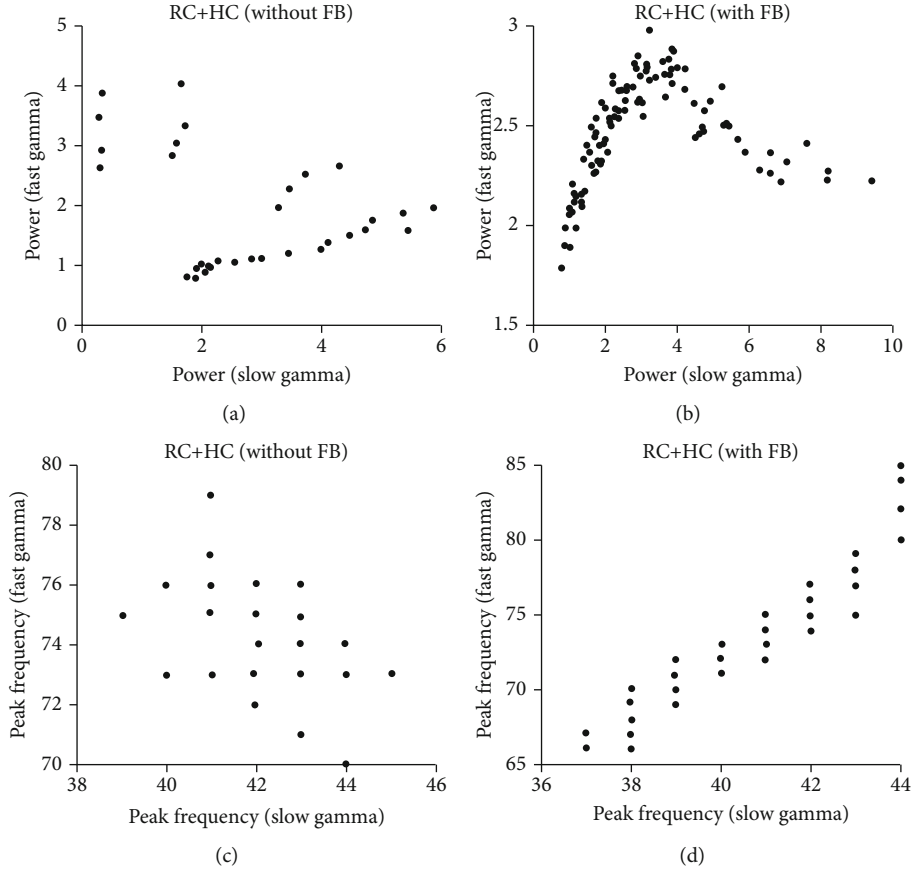 RC+HC (without FB)
Power (fast gamma)
5
4
3
2
1
0
0
2
4
6
Power (slow gamma)
(a)
RC+HC (with FB)
Power (fast gamma)
3
2.5
2
1.5
0
2
4
6
8
10
Power (slow gamma)
(b)
RC+HC (without FB)
Peak frequency (fast gamma)
80
78
76
74
72
70
38
40
42
44
46
Peak frequency (slow gamma)
(c)
RC+HC (with FB)
Peak frequency (fast gamma)
85
80
75
70
65
36
38
40
42
44
Peak frequency (slow gamma)
(d)